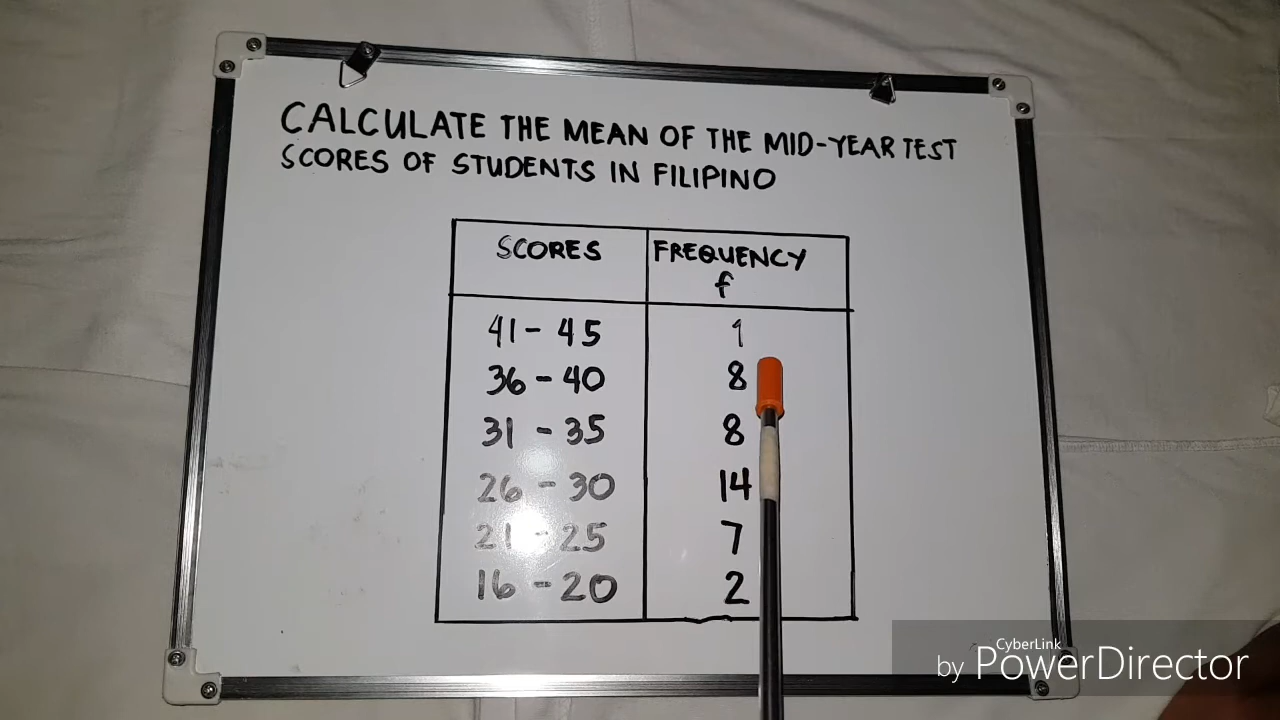 CALCULATE THE MEAN OF THE MID-YEAR TEST
SCORES OF STUDENTS IN FILIPINO
SCORES FREQUENCY
f
41 - 45
36 - 40 8
31 - 35 8
26 - 30 14
21 - 25 7
16 - 20 2
CyberLink
by PowerDirector